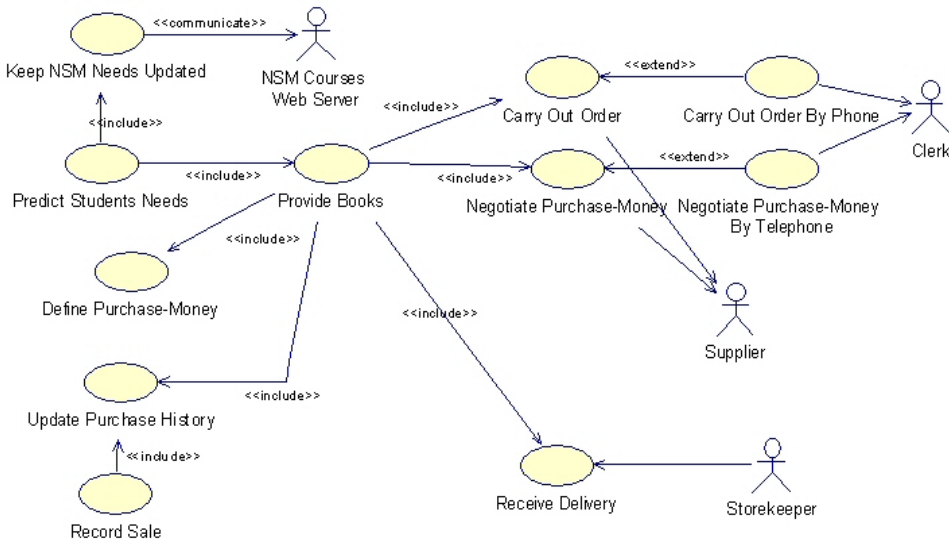 <<communicate>>
Keep NSM Needs Updated
NSM Courses
Web Server
<<extend>>
<<include>>
Carry Out Order
Carry Out Order By Phone
Clerk
<<include>>
<<include>>
<<include>>
<<extend>>
Predict Students Needs
Provide Books
Negotiate Purchase-Money
Negotiate Purchase-Money
By Telephone
<<include>>
Define Purchase-Money
<<include>>
Supplier
<<include>>
Update Purchase History
<<include>>
Record Sale
Receive Delivery
Storekeeper